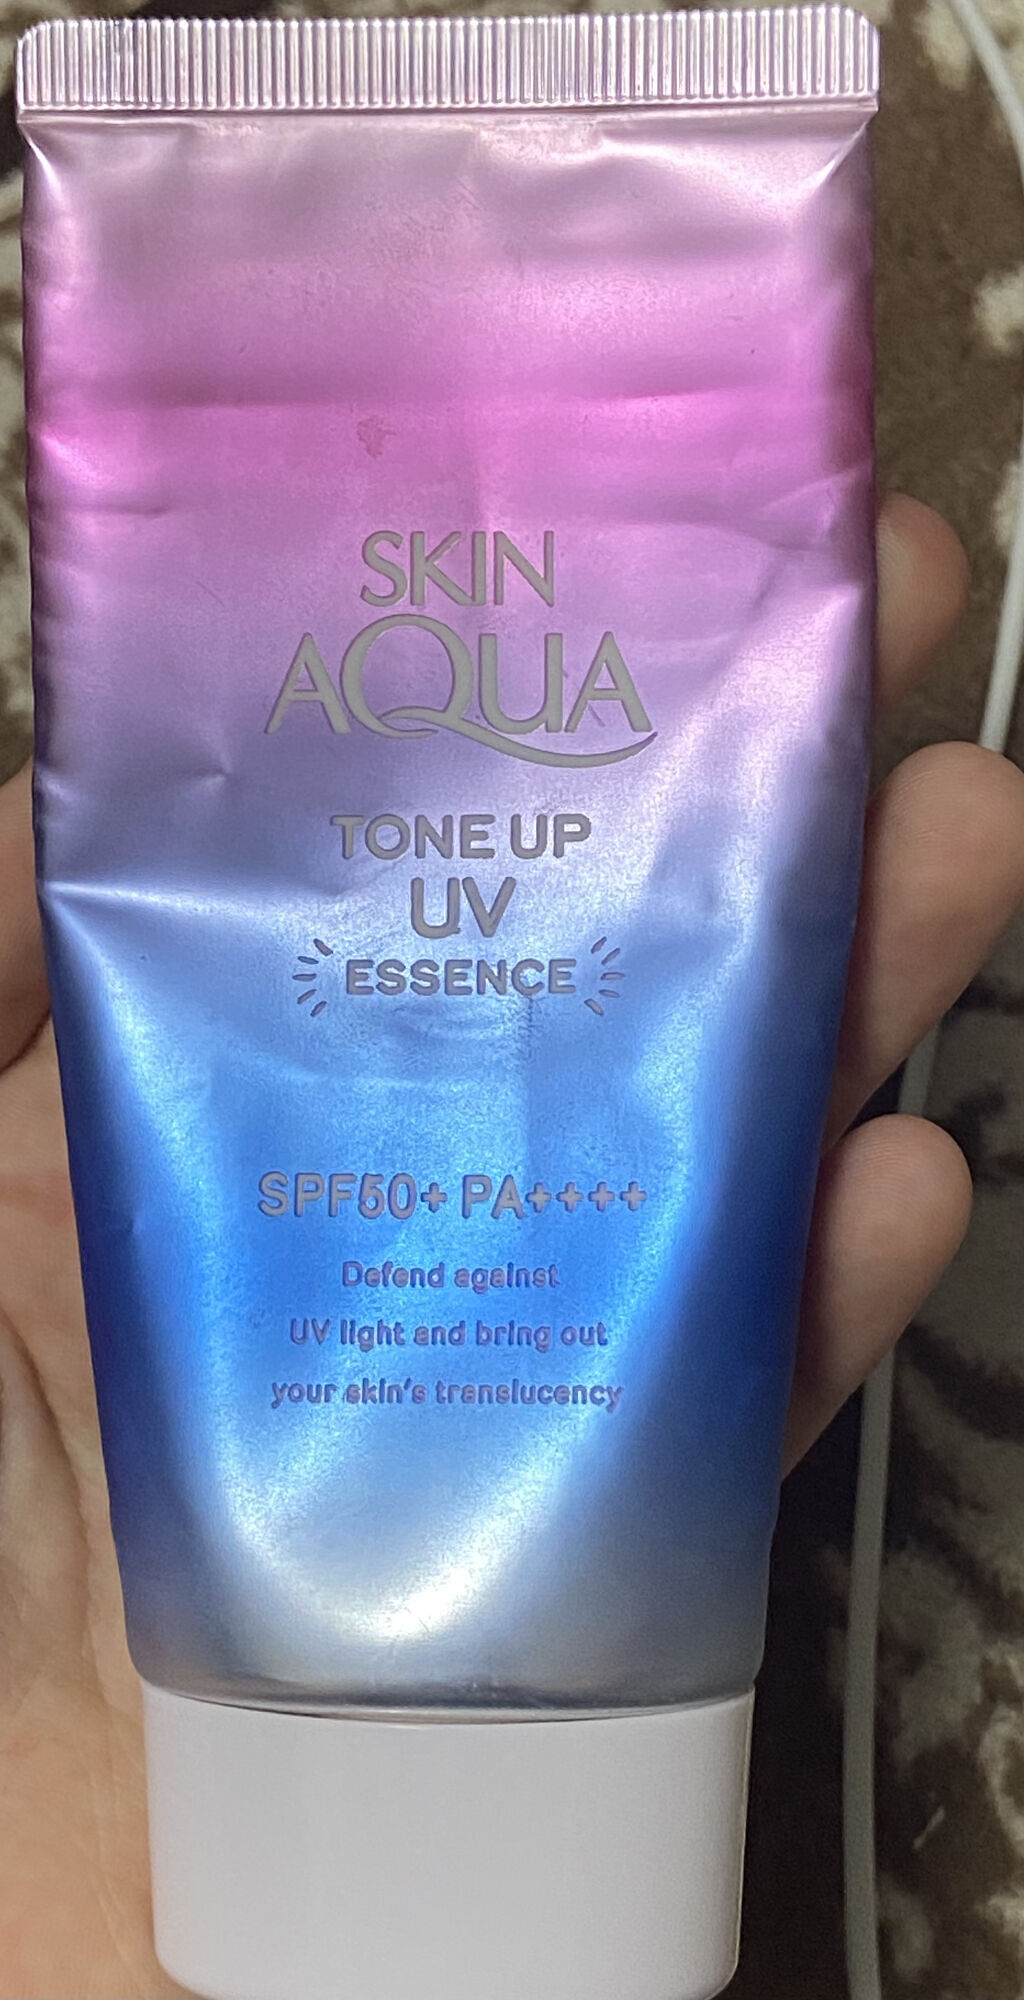 SKIN
AQUA
TONE UP
UV
ESSENCE
SPF50+ PA++++
Defend against
UV light and bring out
your skin's translucency